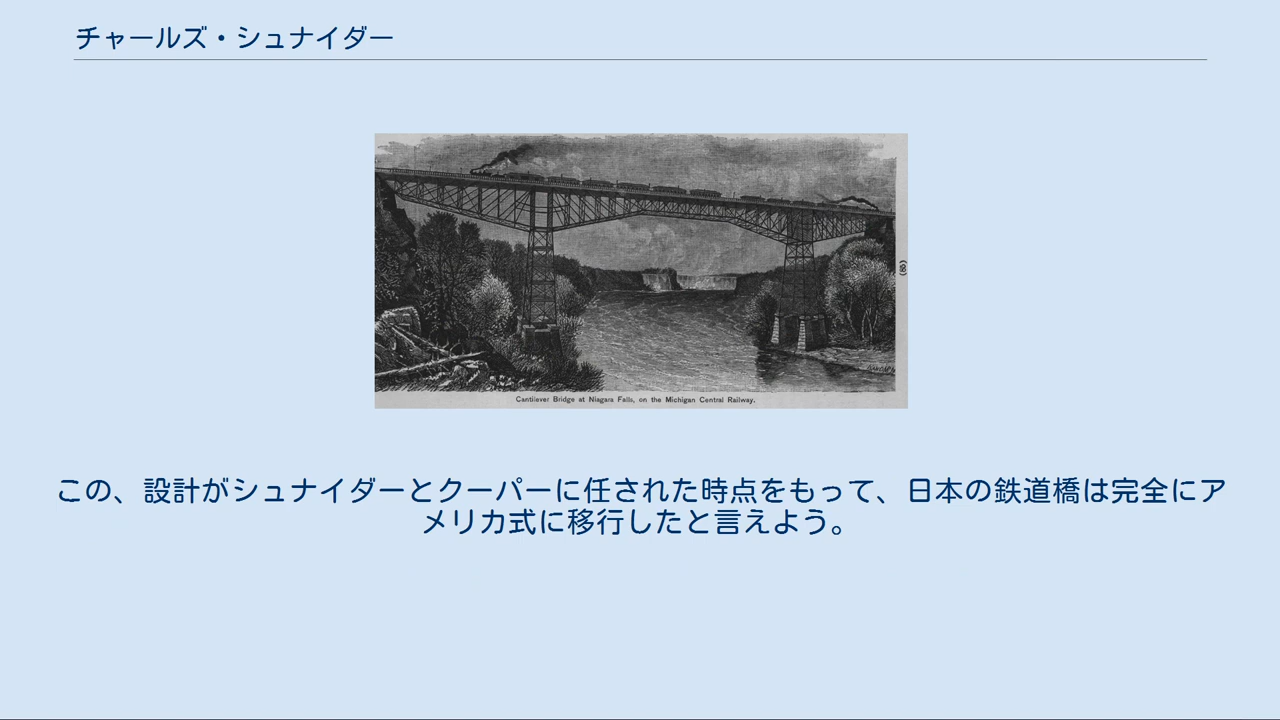 チャールズ・シュナイダー
(65)
Cantilever Bridge at Niagara Falls, on the Michigan Central Railway.
この、設計がシュナイダーとクーパーに任された時点をもって、日本の鉄道橋は完全にア
メリカ式に移行したと言えよう。